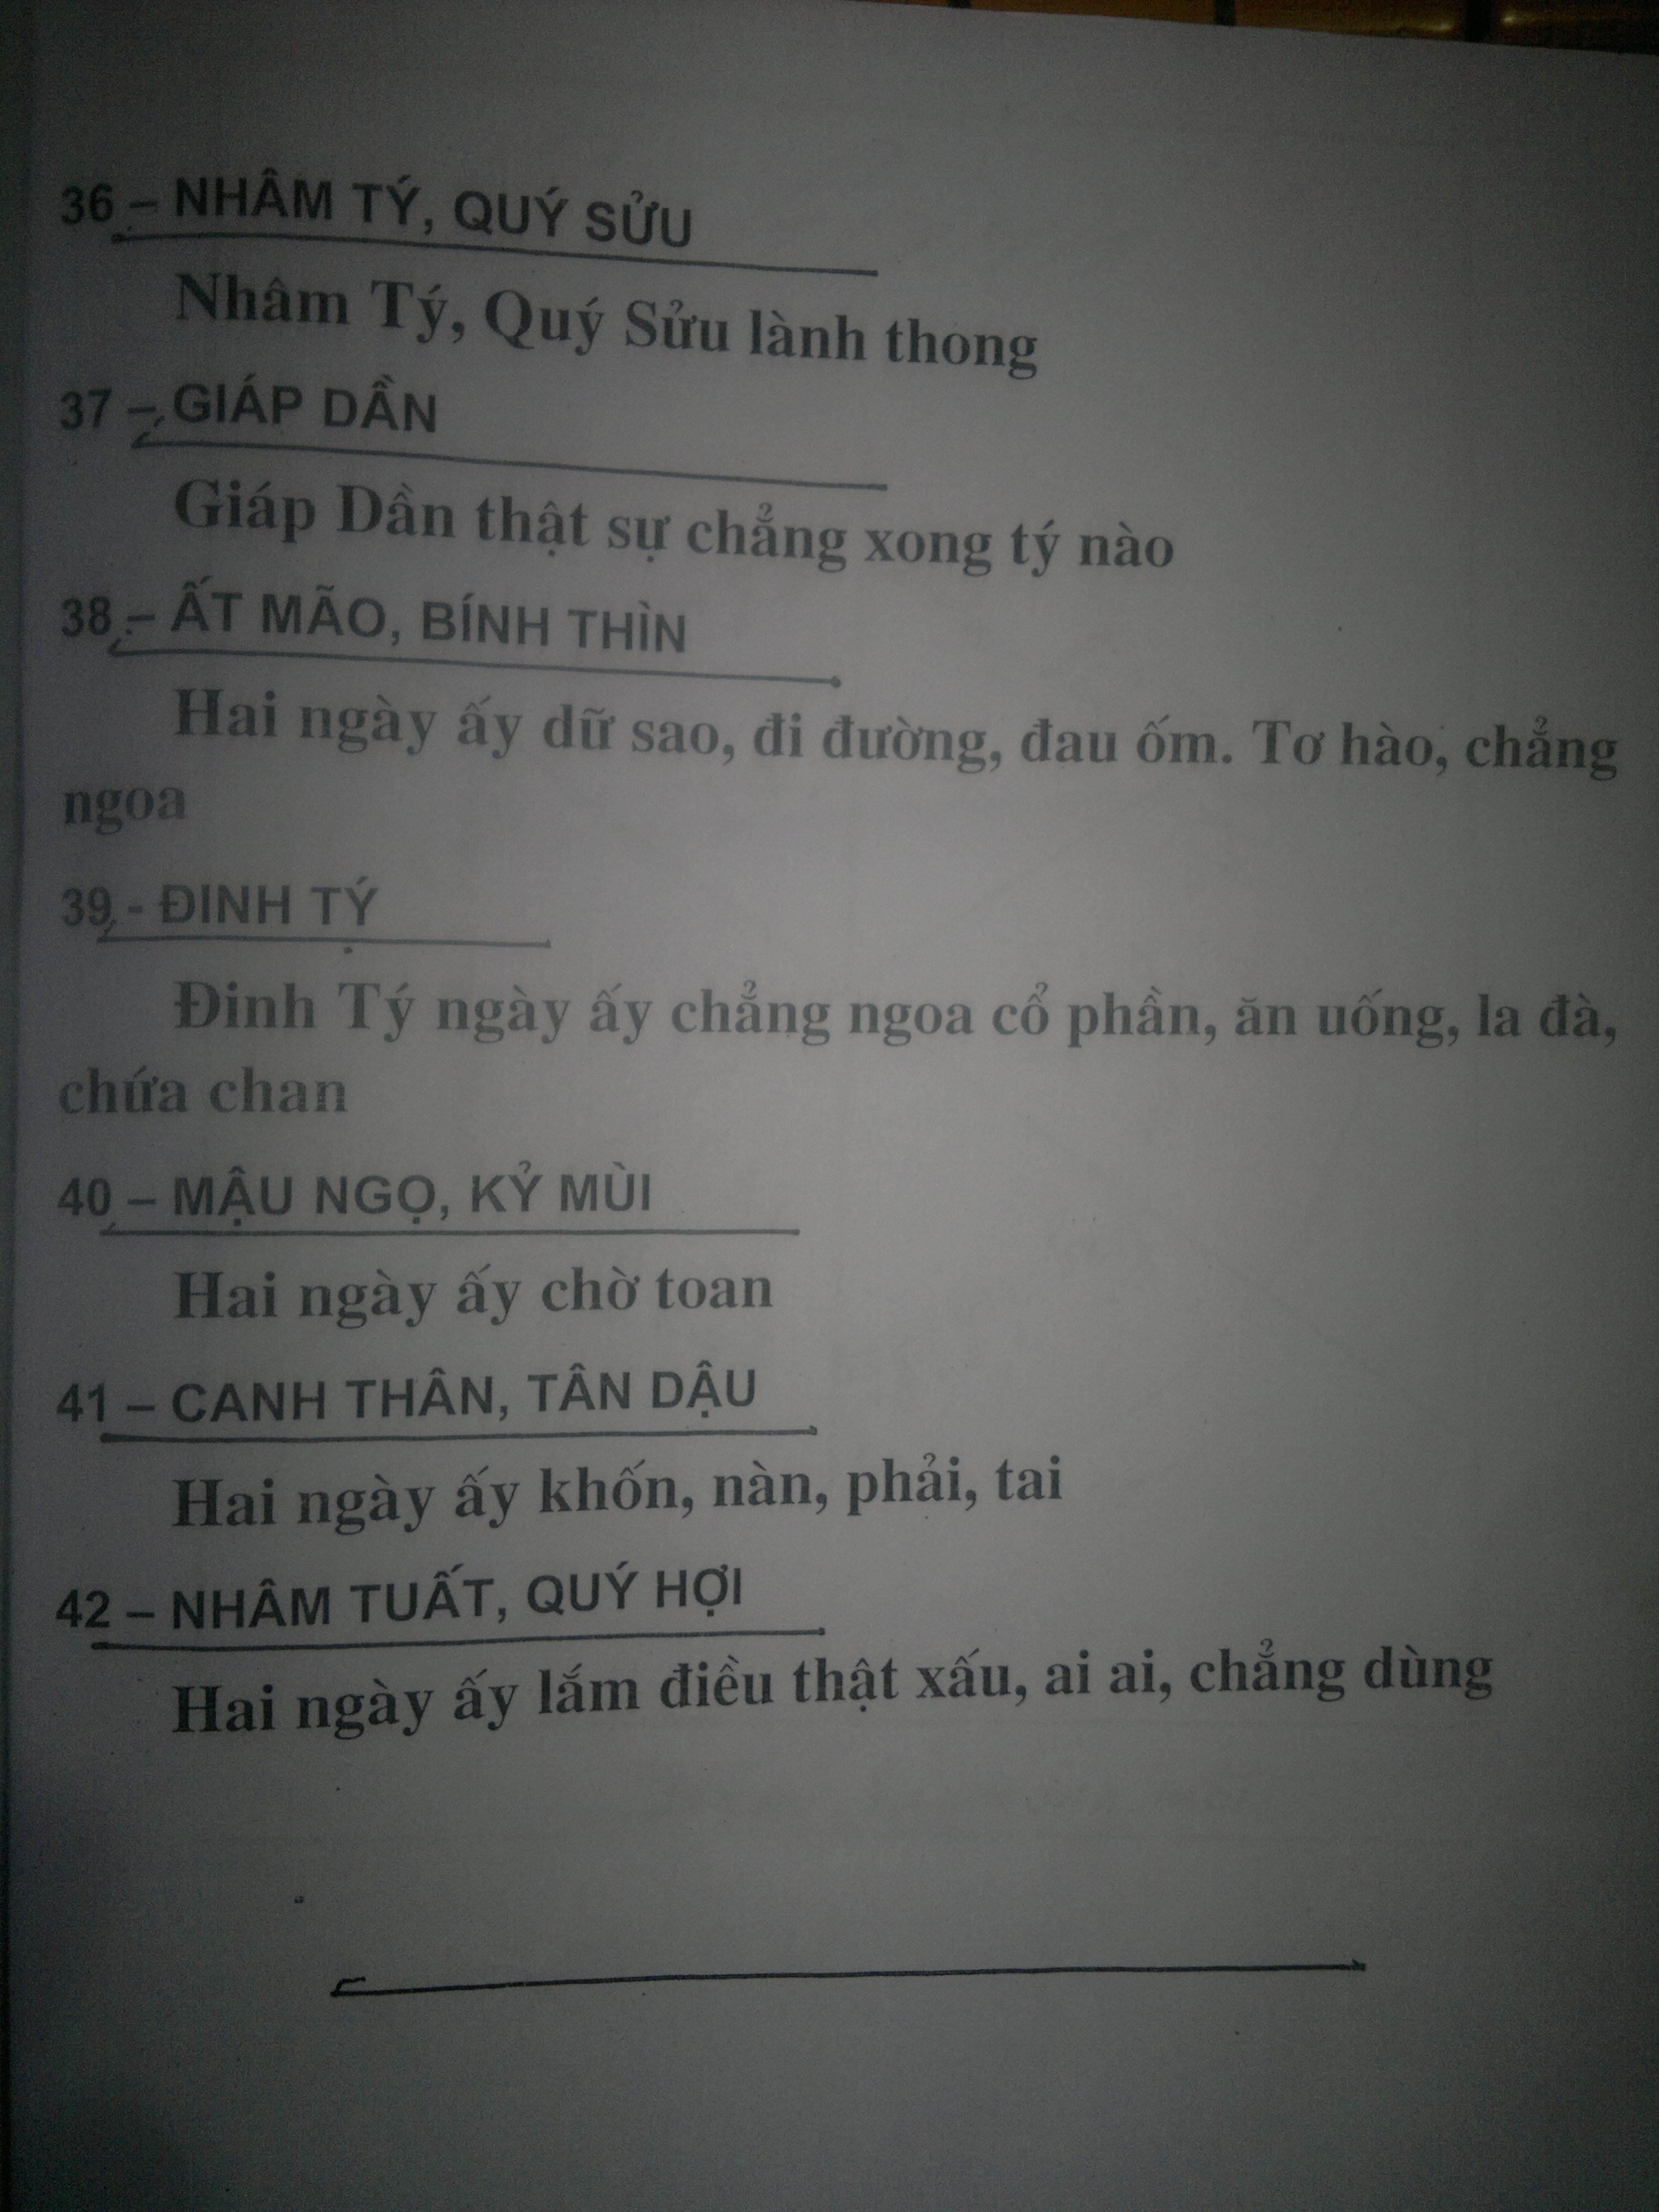 36 – NHÂM TÝ, QUÝ SỬU
Nhâm Tý, Quý Sửu lành thong
37 – GIÁP DẦN
Giáp Dần thật sự chẳng xong tý nào
38 – ẤT MÃO, BÍNH THÌN
Hai ngày ấy dữ sao, đi đường, đau ốm. Tơ hào, chẳng
ngoa
39 - ĐINH TÝ
Đinh Tý ngày ấy chẳng ngoa cổ phần, ăn uống, la đà,
chứa chan
40 – MẬU NGỌ, KỶ MÙI
Hai ngày ấy chờ toan
41 – CANH THÂN, TÂN DẬU
Hai ngày ấy khốn, nàn, phải, tai
42 – NHÂM TUẤT, QUÝ HỢI
Hai ngày ấy lắm điều thật xấu, ai ai, chẳng dùng